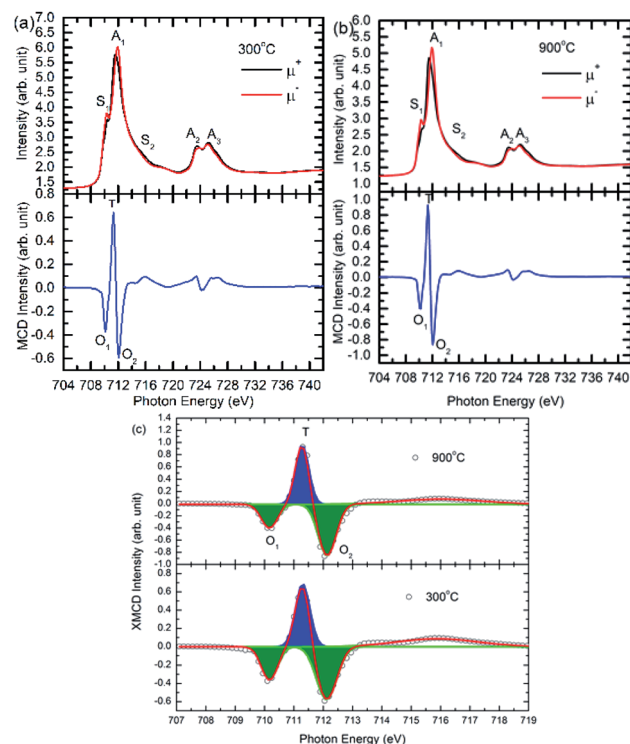 (a)
300°C
A1
μ+
μ-
S1
S2
A2 A3
Intensity (arb. unit)
6.0
5.5
5.0
4.5
4.0
3.5
3.0
2.5
2.0
1.5
T
O1
O2
MCD Intensity (arb. unit)
0.6
0.4
0.2
0.0
-0.2
-0.4
-0.6
704 708 712 716 720 724 728 732 736 740
Photon Energy (eV)
(b)
900°C
A1
μ+
μ-
S1
S2
A2 A3
Intensity (arb. unit)
6.0
5.5
5.0
4.5
4.0
3.5
3.0
2.5
2.0
1.5
1.0
T
O1
O2
MCD Intensity (arb. unit)
1.0
0.8
0.6
0.4
0.2
0.0
-0.2
-0.4
-0.6
-0.8
-1.0
704 708 712 716 720 724 728 732 736 740
Photon Energy (eV)
(c)
T
900°C
O1
O2
300°C
XMCD Intensity (arb. unit)
1.4
1.2
1.0
0.8
0.6
0.4
0.2
0.0
-0.2
-0.4
-0.6
-0.8
-1.0
0.8
0.6
0.4
0.2
0.0
-0.2
-0.4
-0.6
707 708 709 710 711 712 713 714 715 716 717 718 719
Photon Energy (eV)